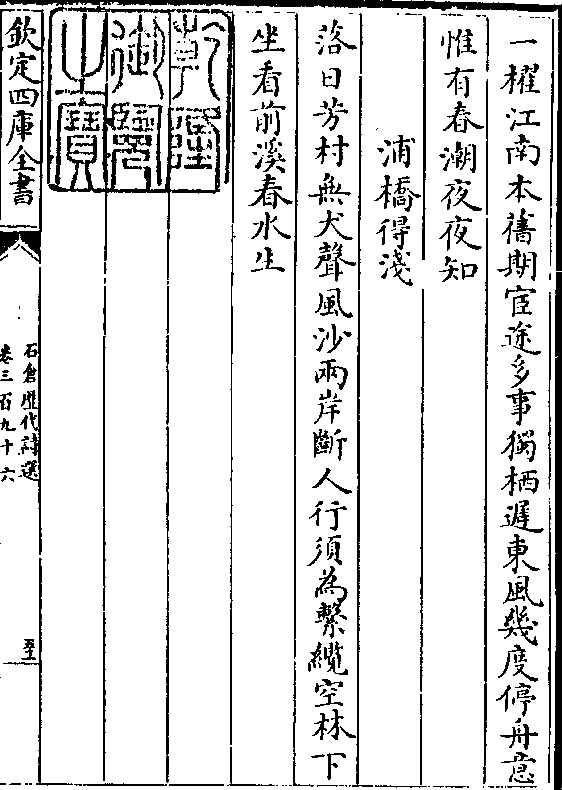 一櫂江南本舊期宦途多事獨栖遲東風幾度停舟意
惟有春潮夜夜知
浦橋得淺
落日芳村無犬聲風沙兩岸斷人行須為繫纜空林下
坐看前溪春水生
乾隆御覽之寶
欽定四庫全書
石倉歷代詩選
卷三百九十六